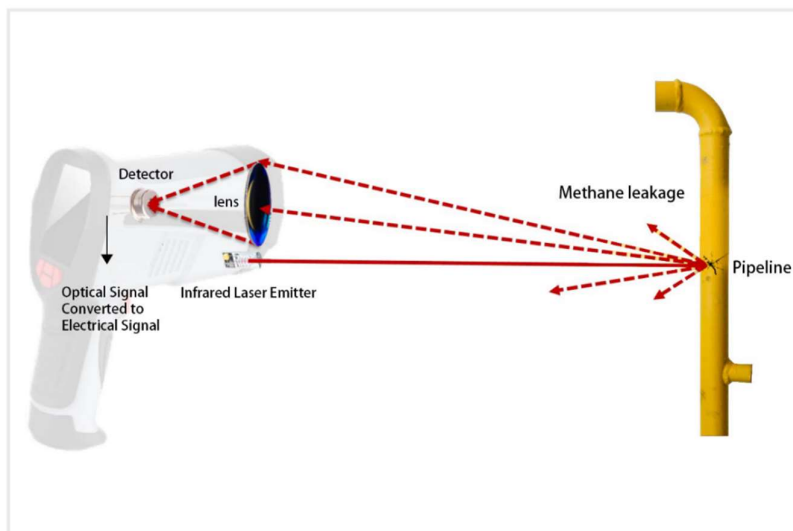 Detector
lens
Methane leakage
Pipeline
Optical Signal
Converted to
Electrical Signal
Infrared Laser Emitter